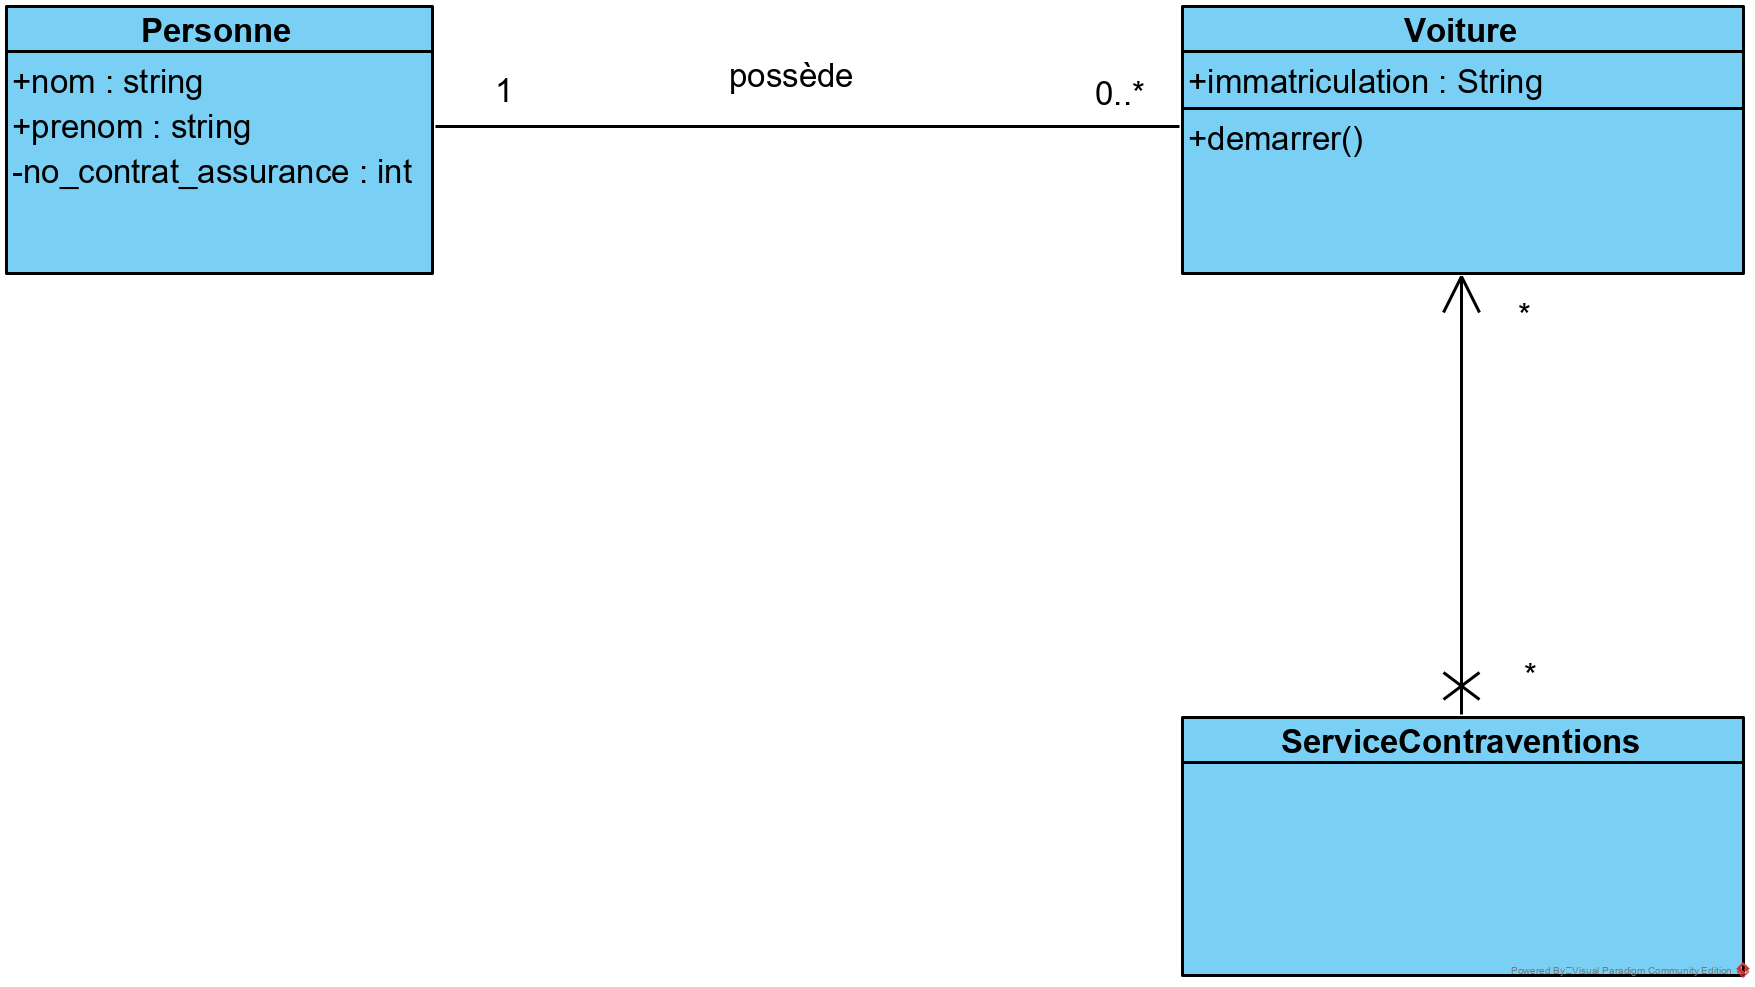 Personne
+nom : string
+prenom : string
-no_contrat_assurance : int
1
possède
0..*
Voiture
+immatriculation : String
+demarrer()
*
*
ServiceContraventions
Powered By Visual Paradigm Community Edition